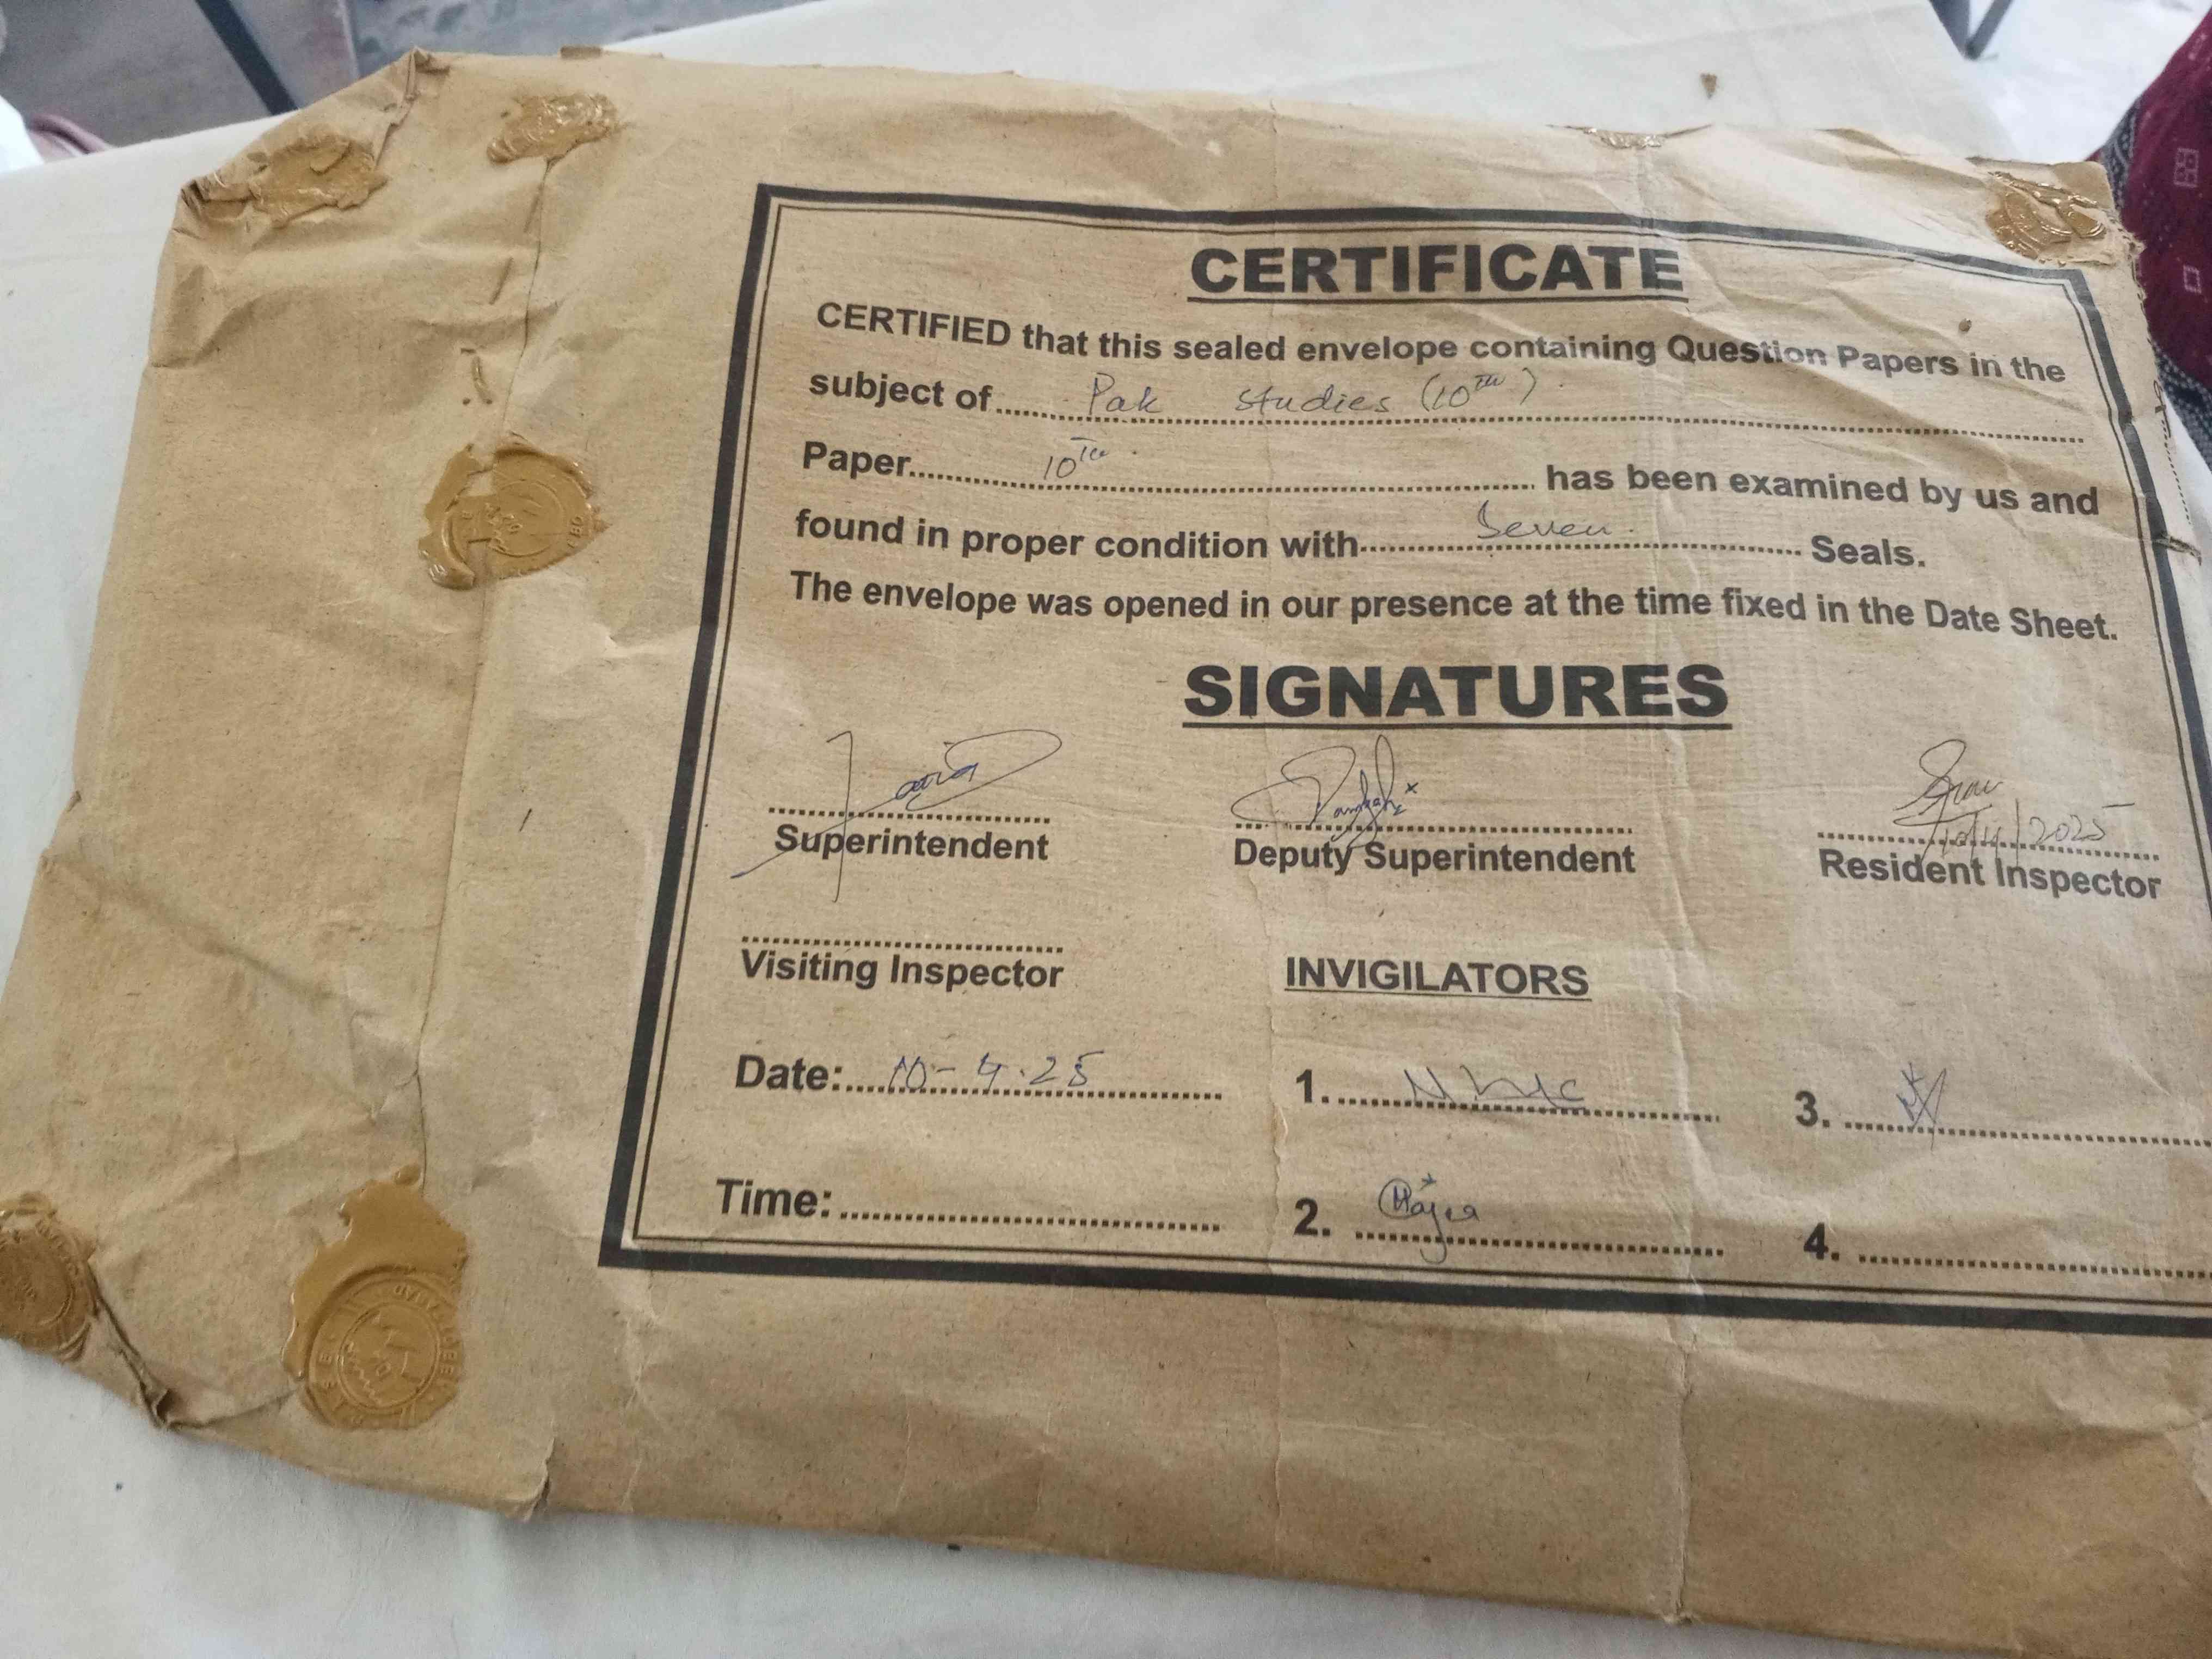 CERTIFICATE
CERTIFIED that this sealed envelope containing Question Papers in the
subject of........Pak Studies (10th)........
Paper........10th........ has been examined by us and
found in proper condition with........Seven........ Seals.
The envelope was opened in our presence at the time fixed in the Date Sheet.
SIGNATURES
Superintendent Deputy Superintendent Resident Inspector
Visiting Inspector INVIGILATORS
Date:....10-4-25........ 1. 3.
Time:................ 2. Hajra 4.